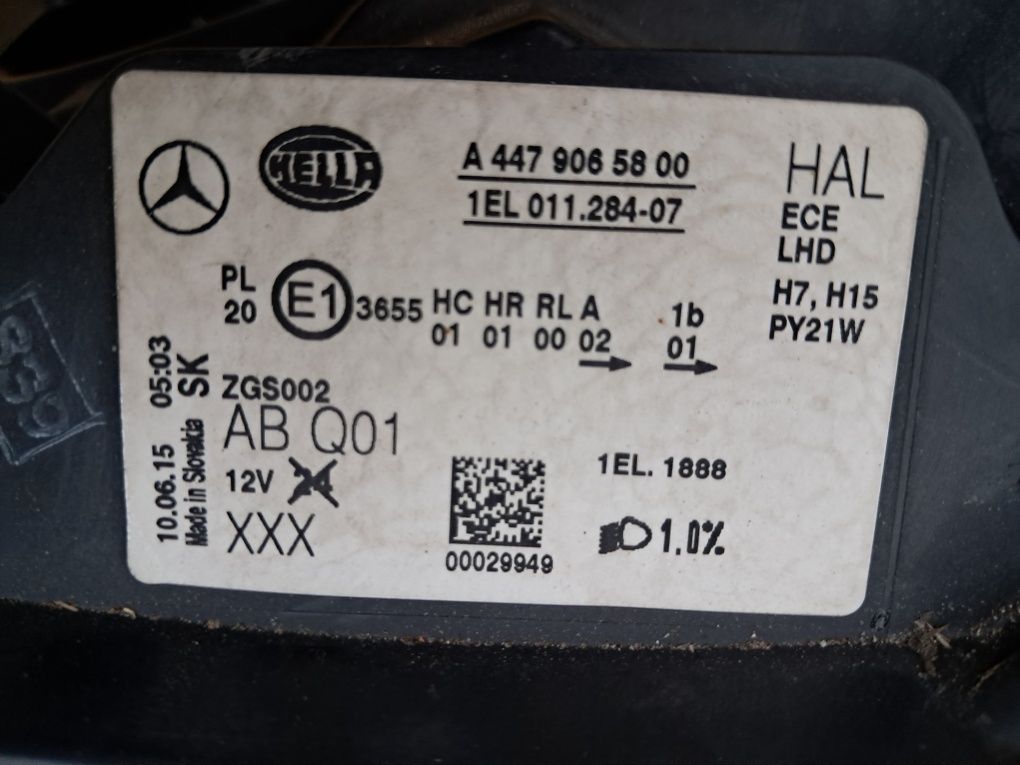 HELLA
A 447 906 58 00
1EL 011.284-07
HAL
ECE
LHD
H7, H15
PY21W
PL
20
E1
3655
HC HR RL A
01 01 00 02
1b
01
05:03
SK
10.06.15
Made in Slovakia
ZGS002
AB Q01
12V
XXX
00029949
1EL. 1888
1.0%